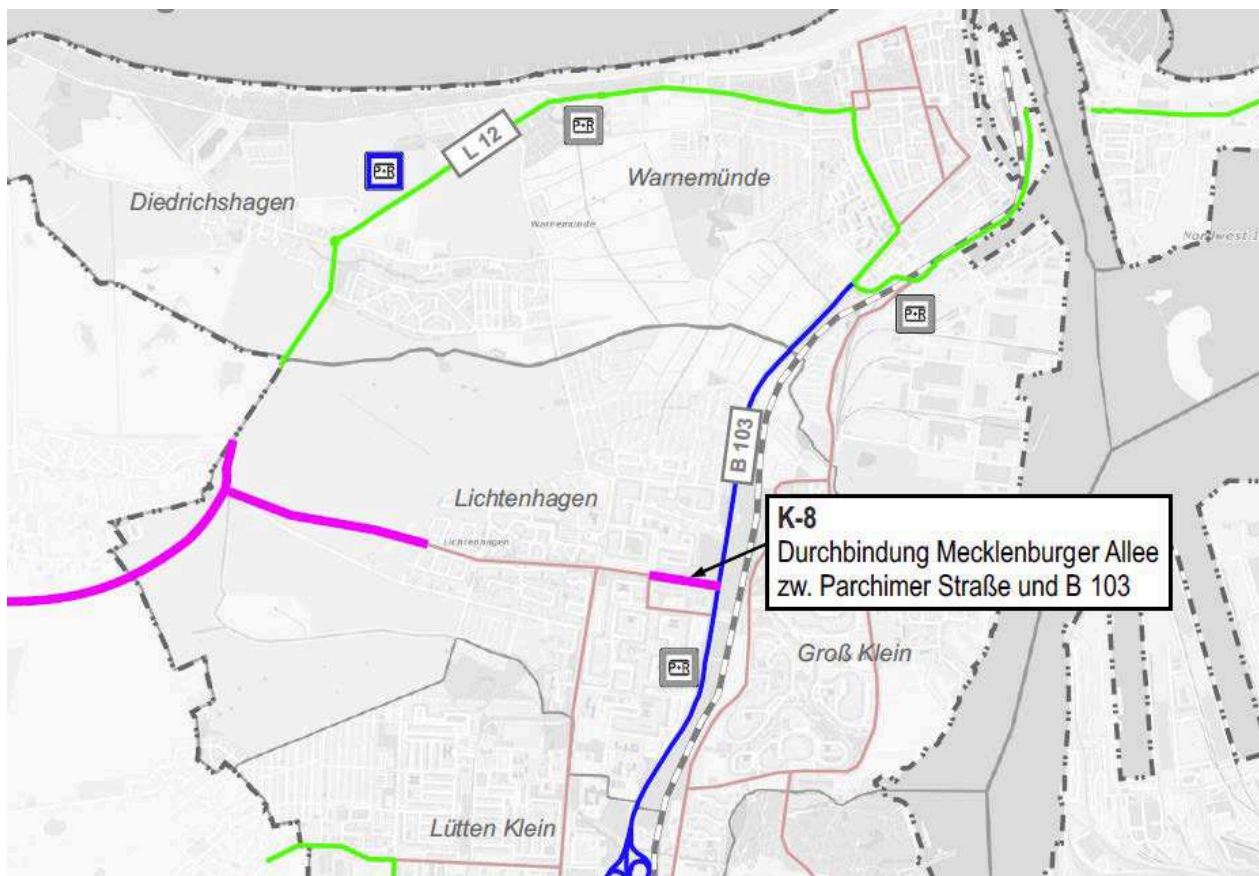 L 12
P+R
P+R
Diedrichshagen
Warnemünde
Warnemünde
Nordwest
P+R
B 103
Lichtenhagen
Lichtenhagen
K-8
Durchbindung Mecklenburger Allee
zw. Parchimer Straße und B 103
Groß Klein
P+R
Lütten Klein